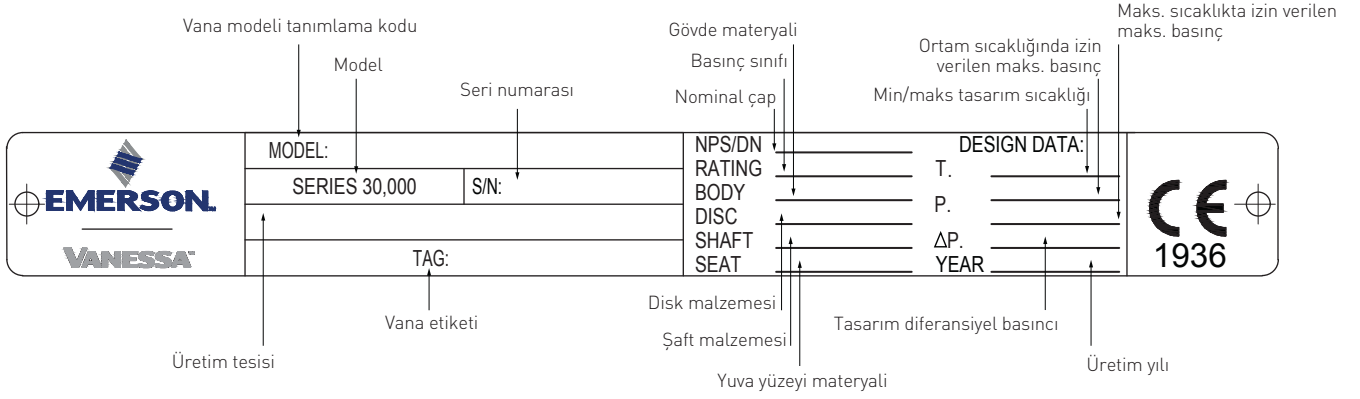 Maks. sıcaklıkta izin verilen
maks. basınç
Vana modeli tanımlama kodu
Gövde materyali
Ortam sıcaklığında izin
verilen maks. basınç
Model
Basınç sınıfı
Seri numarası
Nominal çap
Min/maks tasarım sıcaklığı
EMERSON
VANESSA
MODEL:
SERIES 30,000
S/N:
TAG:
NPS/DN
RATING
BODY
DISC
SHAFT
SEAT
DESIGN DATA:
T.
P.
ΔP.
YEAR
CE
1936
Disk malzemesi
Vana etiketi
Şaft malzemesi
Tasarım diferansiyel basıncı
Üretim tesisi
Üretim yılı
Yuva yüzeyi materyali